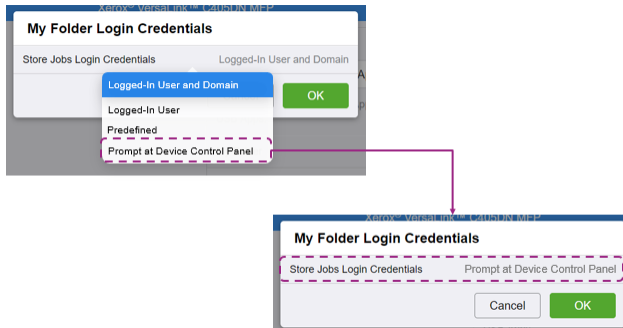 Xerox® VersaLink™ C405DN MFP
My Folder Login Credentials
Store Jobs Login Credentials Logged-In User and Domain
Logged-In User and Domain
OK
Logged-In User
Predefined
Prompt at Device Control Panel
Xerox® VersaLink™ C405DN MFP
My Folder Login Credentials
Store Jobs Login Credentials Prompt at Device Control Panel
Cancel OK